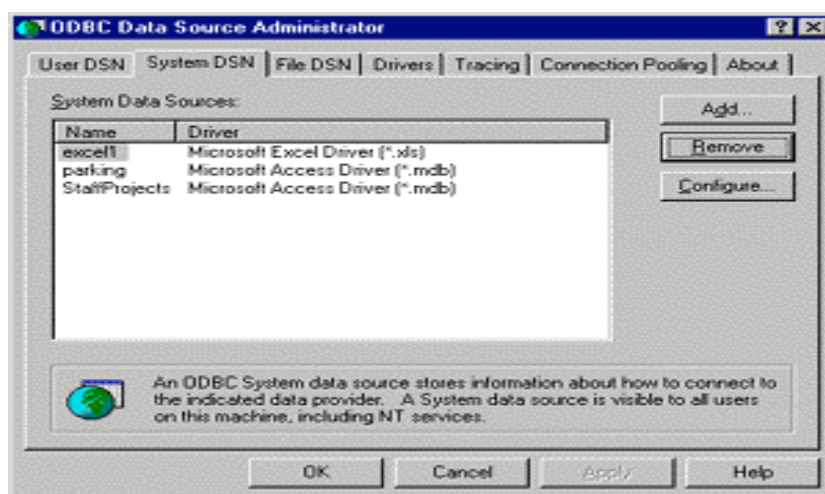 ODBC Data Source Administrator
User DSN System DSN File DSN Drivers Tracing Connection Pooling About
System Data Sources:
Add...
Name Driver
excel1 Microsoft Excel Driver (*.xls)
Remove
parking Microsoft Access Driver (*.mdb)
StaffProjects Microsoft Access Driver (*.mdb)
Configure...
An ODBC System data source stores information about how to connect to
the indicated data provider. A System data source is visible to all users
on this machine, including NT services.
OK Cancel Apply Help